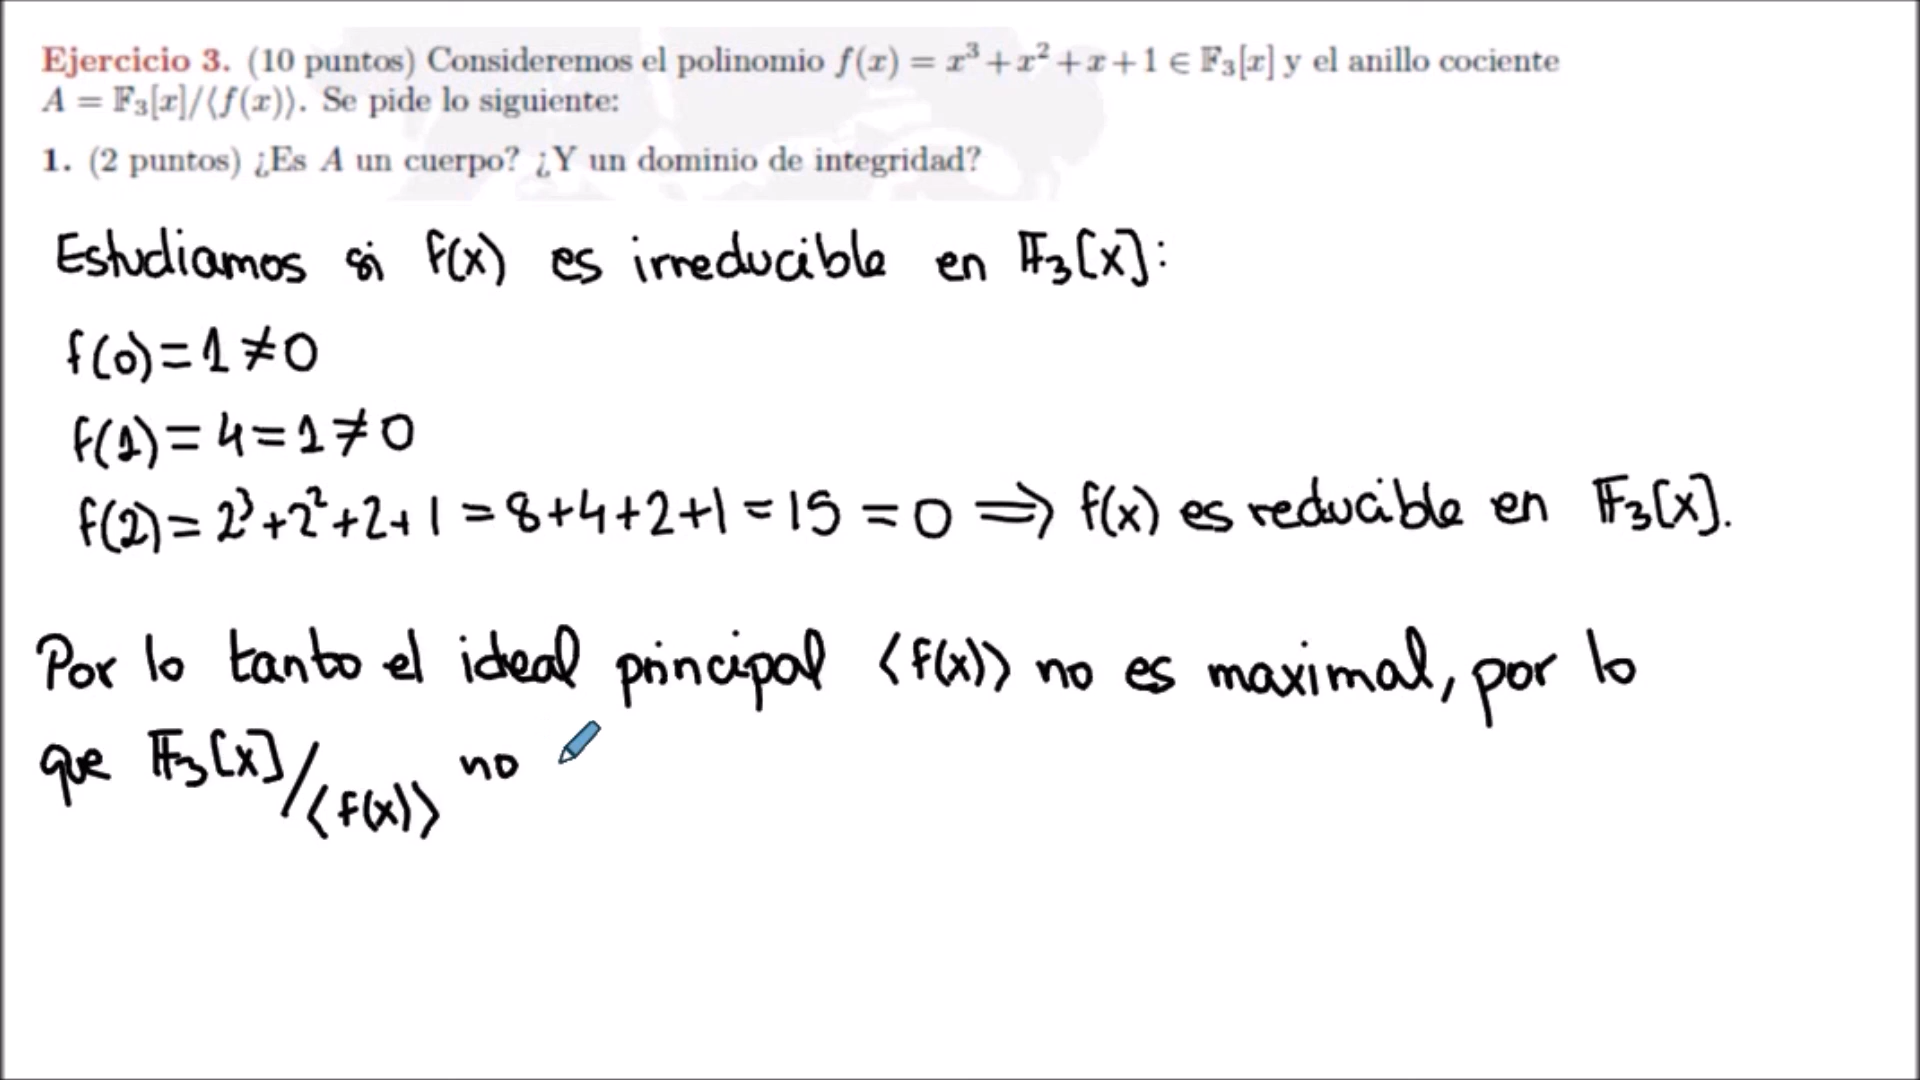 Ejercicio 3. (10 puntos) Consideremos el polinomio f(x) = x³ + x² + x + 1 ∈ 𝔽₃[x] y el anillo cociente
A = 𝔽₃[x]/⟨f(x)⟩. Se pide lo siguiente:
1. (2 puntos) ¿Es A un cuerpo? ¿Y un dominio de integridad?
Estudiamos si f(x) es irreducible en 𝔽₃[x]:
f(0) = 1 ≠ 0
f(1) = 4 = 1 ≠ 0
f(2) = 2³ + 2² + 2 + 1 = 8 + 4 + 2 + 1 = 15 = 0 ⟹ f(x) es reducible en 𝔽₃[x].
Por lo tanto el ideal principal ⟨f(x)⟩ no es maximal, por lo
que 𝔽₃[x]/⟨f(x)⟩ no